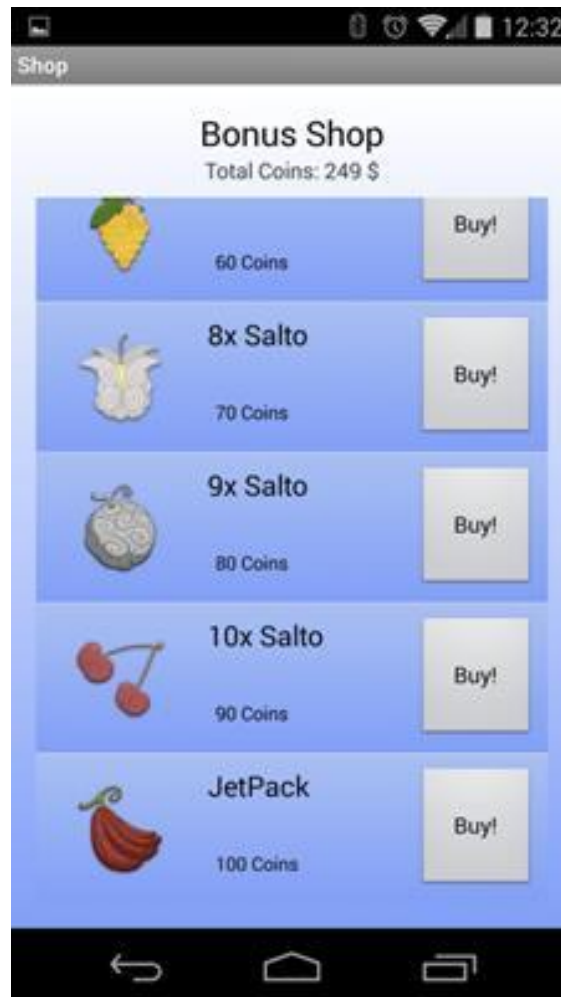 12:32
Shop
Bonus Shop
Total Coins: 249 $
Buy!
60 Coins
8x Salto
Buy!
70 Coins
9x Salto
Buy!
80 Coins
10x Salto
Buy!
90 Coins
JetPack
Buy!
100 Coins